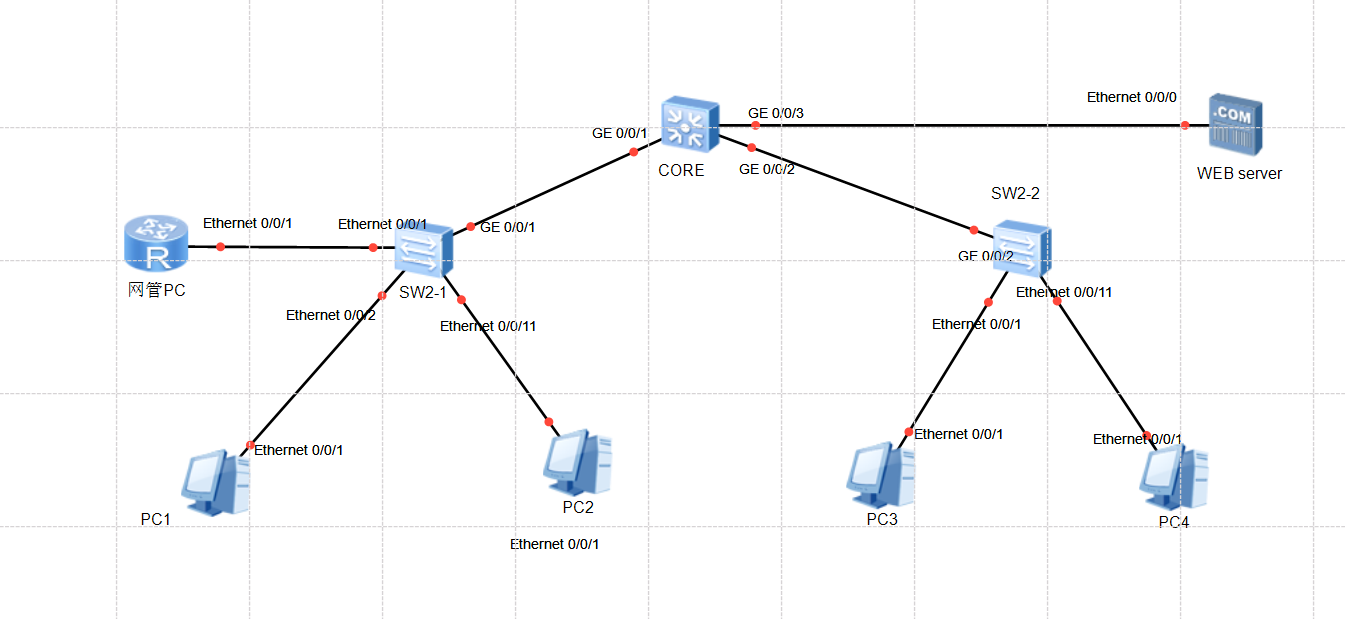 Ethernet 0/0/0
.COM
GE 0/0/3
GE 0/0/1
CORE
GE 0/0/2
WEB server
SW2-2
Ethernet 0/0/1
Ethernet 0/0/1
GE 0/0/1
R
GE 0/0/2
网管PC
SW2-1
Ethernet 0/0/11
Ethernet 0/0/2
Ethernet 0/0/11
Ethernet 0/0/1
Ethernet 0/0/1
Ethernet 0/0/1
Ethernet 0/0/1
PC1
PC2
PC3
PC4
Ethernet 0/0/1